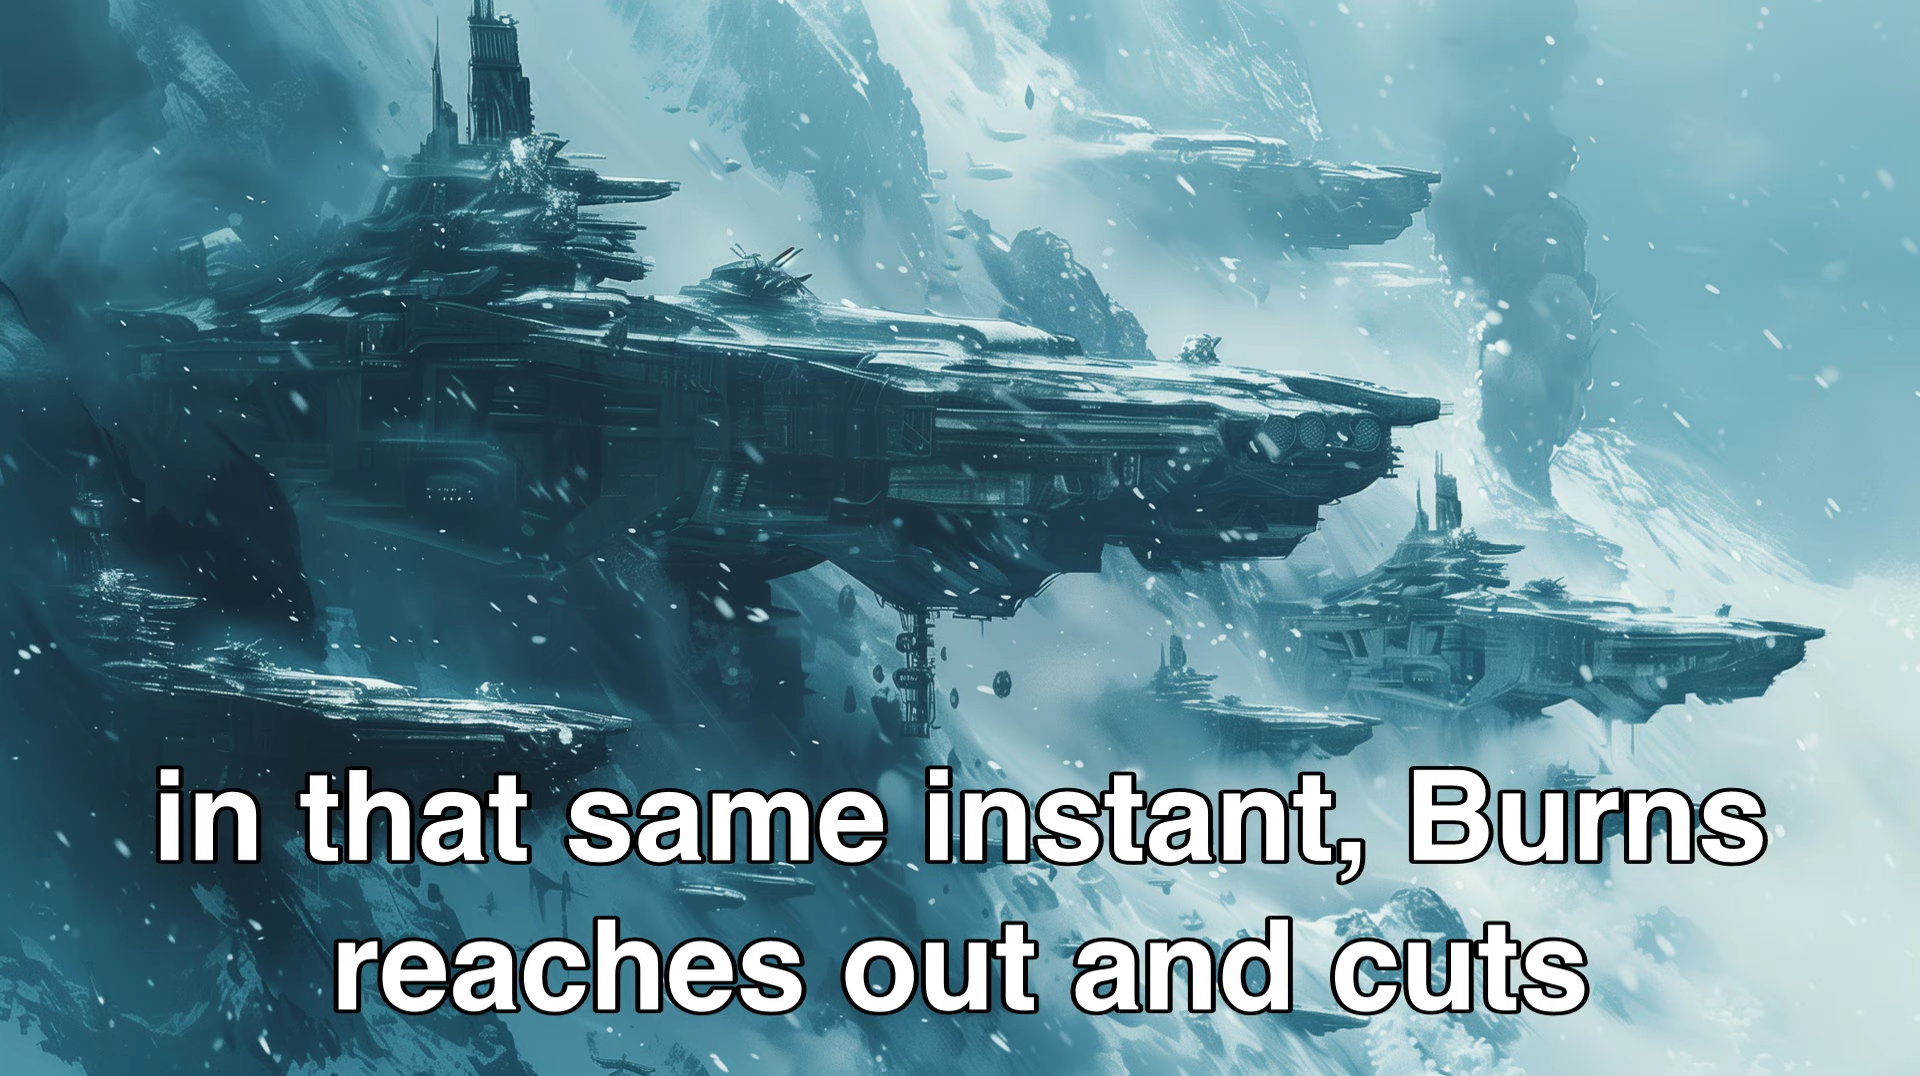 in that same instant, Burns
reaches out and cuts